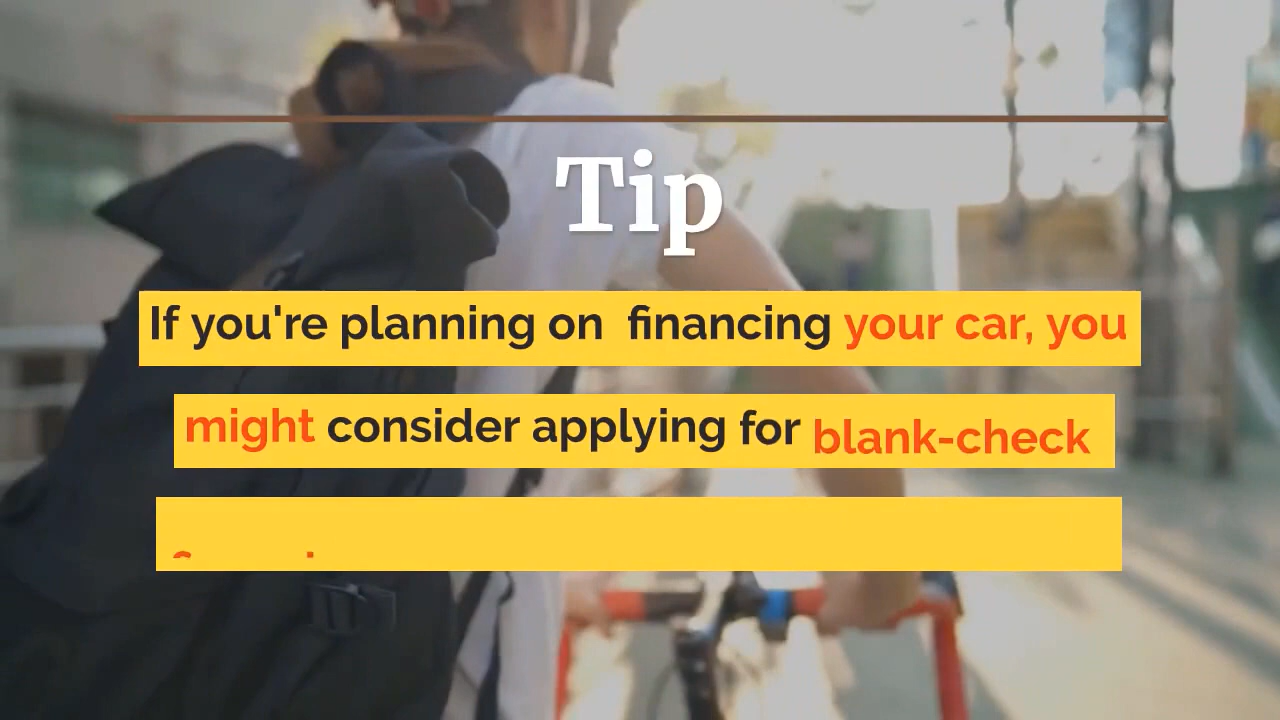 Tip
If you're planning on  financing your car, you
might consider applying for blank-check